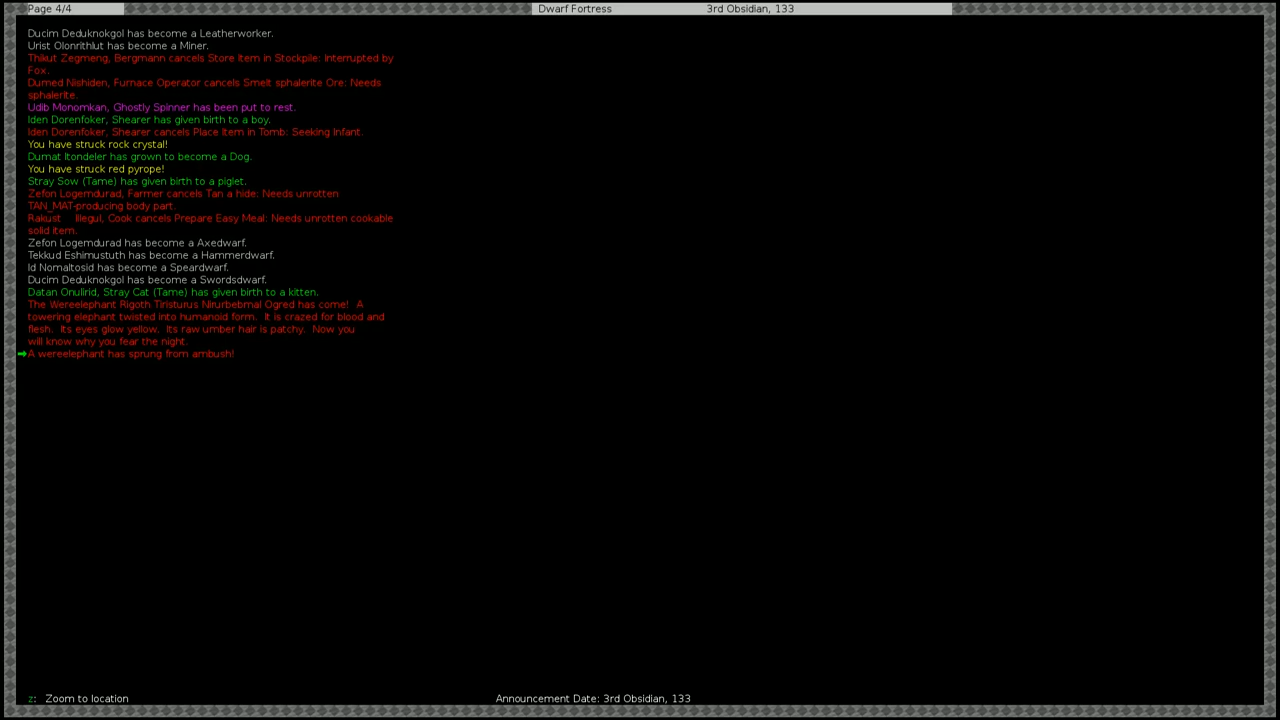 Page 4/4 Dwarf Fortress 3rd Obsidian, 133
Ducim Deduknokgol has become a Leatherworker.
Urist Olonrithlut has become a Miner.
Thikut Zegmeng, Bergmann cancels Store Item in Stockpile: Interrupted by
Fox.
Dumed Nishiden, Furnace Operator cancels Smelt sphalerite Ore: Needs
sphalerite.
Udib Monomkan, Ghostly Spinner has been put to rest.
Iden Dorenfoker, Shearer has given birth to a boy.
Iden Dorenfoker, Shearer cancels Place Item in Tomb: Seeking Infant.
You have struck rock crystal!
Dumat Itondeler has grown to become a Dog.
You have struck red pyrope!
Stray Sow (Tame) has given birth to a piglet.
Zefon Logemdurad, Farmer cancels Tan a hide: Needs unrotten
TAN_MAT-producing body part.
Rakust Illegul, Cook cancels Prepare Easy Meal: Needs unrotten cookable
solid item.
Zefon Logemdurad has become a Axedwarf.
Tekkud Eshimustuth has become a Hammerdwarf.
Id Nomaltosid has become a Speardwarf.
Ducim Deduknokgol has become a Swordsdwarf.
Datan Onulirid, Stray Cat (Tame) has given birth to a kitten.
The Wereelephant Rigoth Tiristurus Nirurbebmal Ogred has come! A
towering elephant twisted into humanoid form. It is crazed for blood and
flesh. Its eyes glow yellow. Its raw umber hair is patchy. Now you
will know why you fear the night.
A wereelephant has sprung from ambush!
z: Zoom to location Announcement Date: 3rd Obsidian, 133